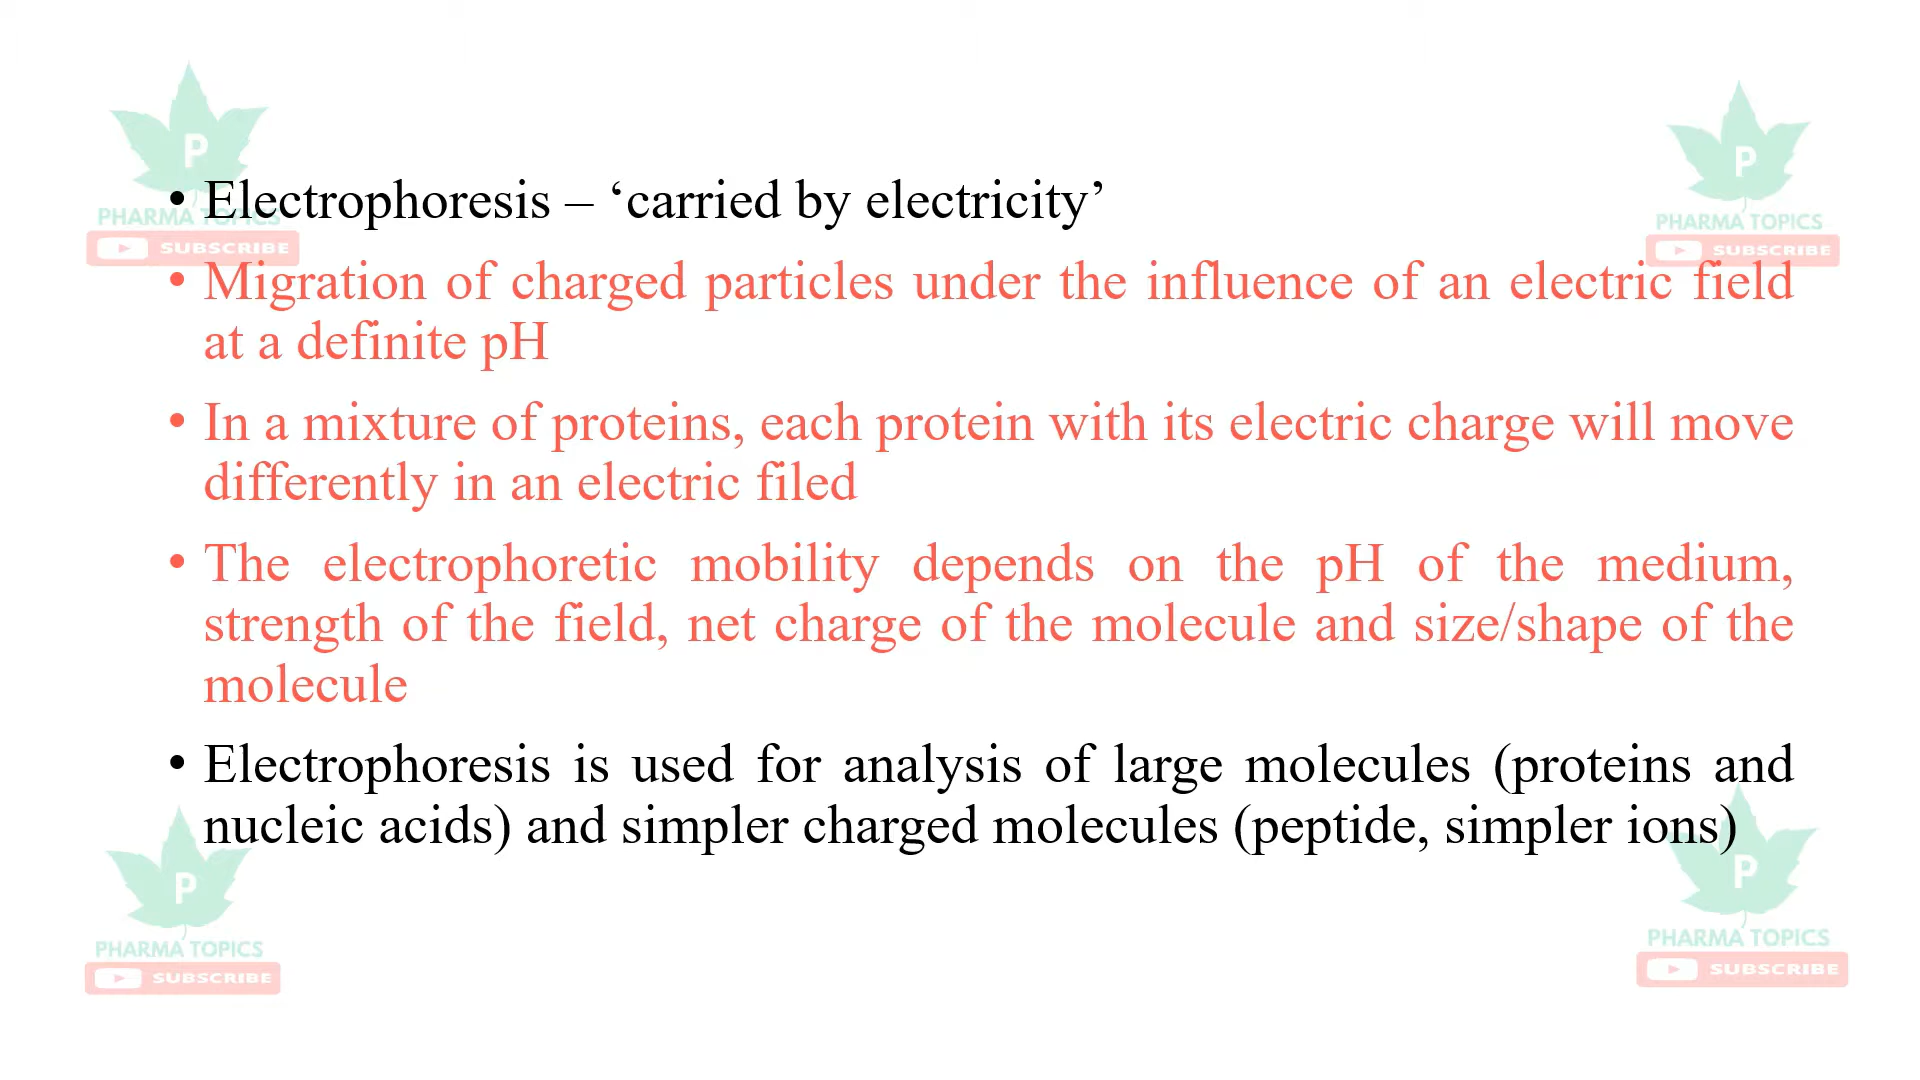 P
PHARMA TOPICS
SUBSCRIBE
P
PHARMA TOPICS
SUBSCRIBE
• Electrophoresis – ‘carried by electricity’
• Migration of charged particles under the influence of an electric field
at a definite pH
• In a mixture of proteins, each protein with its electric charge will move
differently in an electric filed
• The electrophoretic mobility depends on the pH of the medium,
strength of the field, net charge of the molecule and size/shape of the
molecule
• Electrophoresis is used for analysis of large molecules (proteins and
nucleic acids) and simpler charged molecules (peptide, simpler ions)
P
PHARMA TOPICS
SUBSCRIBE
P
PHARMA TOPICS
SUBSCRIBE